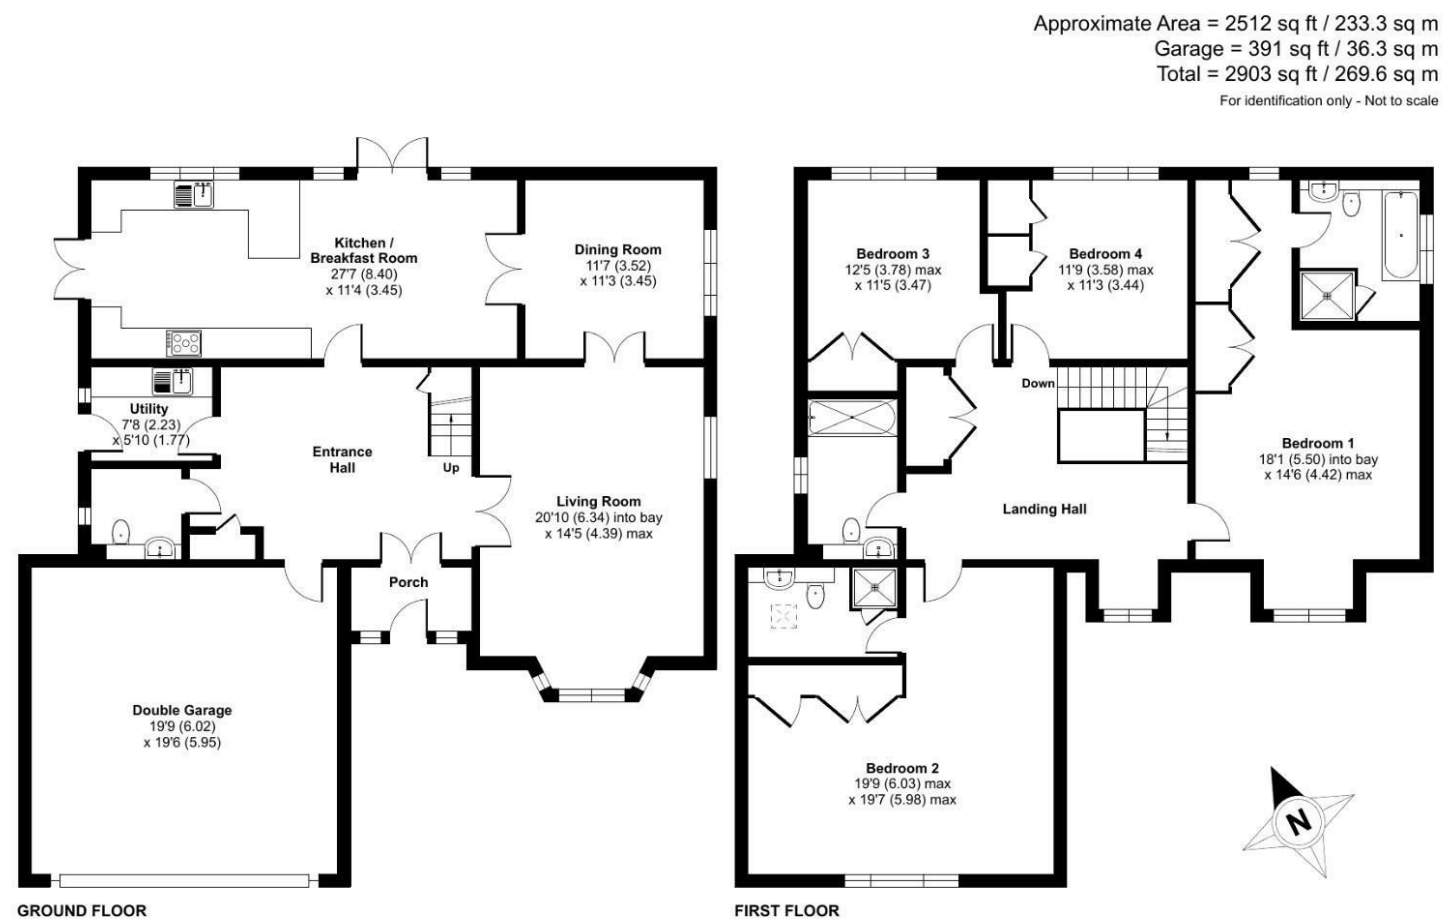 Approximate Area = 2512 sq ft / 233.3 sq m
Garage = 391 sq ft / 36.3 sq m
Total = 2903 sq ft / 269.6 sq m
For identification only - Not to scale
Kitchen /
Breakfast Room
27'7 (8.40)
x 11'4 (3.45)
Dining Room
11'7 (3.52)
x 11'3 (3.45)
Utility
7'8 (2.23)
x 5'10 (1.77)
Entrance
Hall
Up
Living Room
20'10 (6.34) into bay
x 14'5 (4.39) max
Porch
Double Garage
19'9 (6.02)
x 19'6 (5.95)
GROUND FLOOR
Bedroom 3
12'5 (3.78) max
x 11'5 (3.47)
Bedroom 4
11'9 (3.58) max
x 11'3 (3.44)
Down
Bedroom 1
18'1 (5.50) into bay
x 14'6 (4.42) max
Landing Hall
Bedroom 2
19'9 (6.03) max
x 19'7 (5.98) max
N
FIRST FLOOR